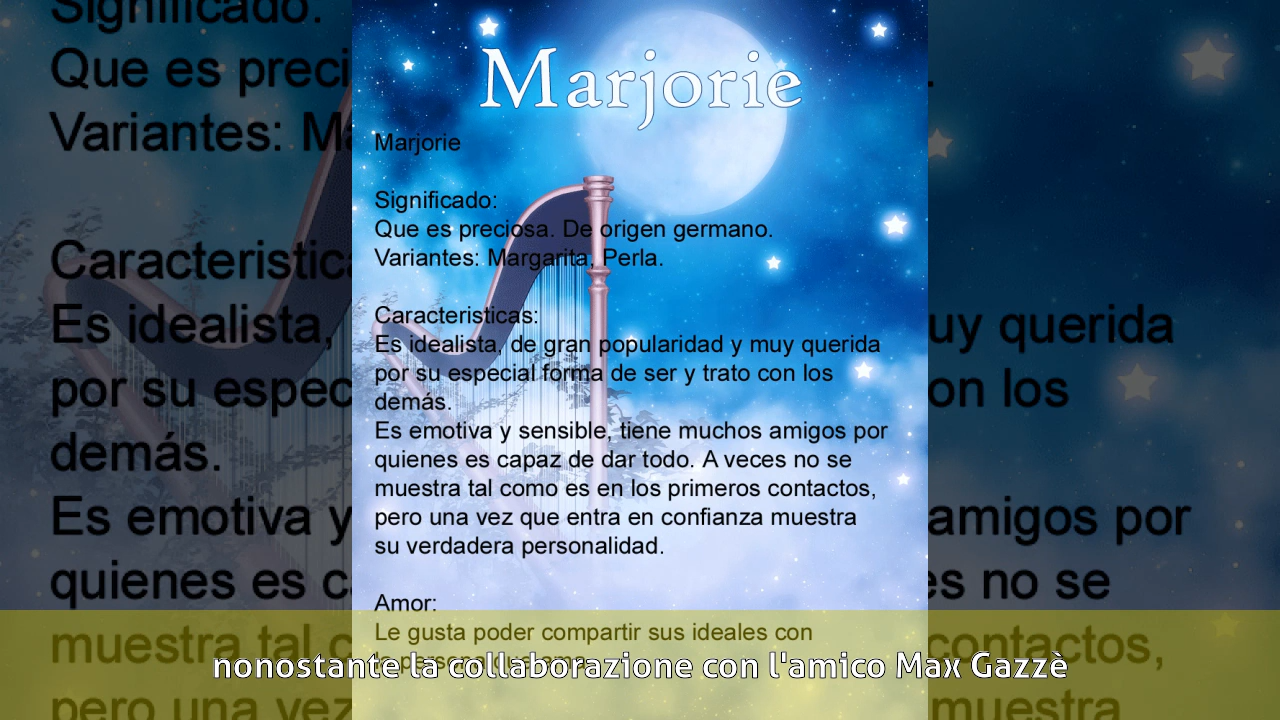 Marjorie
Marjorie
Significado:
Que es preciosa. De origen germano.
Variantes: Margarita, Perla.
Caracteristicas:
Es idealista, de gran popularidad y muy querida
por su especial forma de ser y trato con los
demás.
Es emotiva y sensible, tiene muchos amigos por
quienes es capaz de dar todo. A veces no se
muestra tal como es en los primeros contactos,
pero una vez que entra en confianza muestra
su verdadera personalidad.
Amor:
Le gusta poder compartir sus ideales con
nonostante la collaborazione con l'amico Max Gazzè